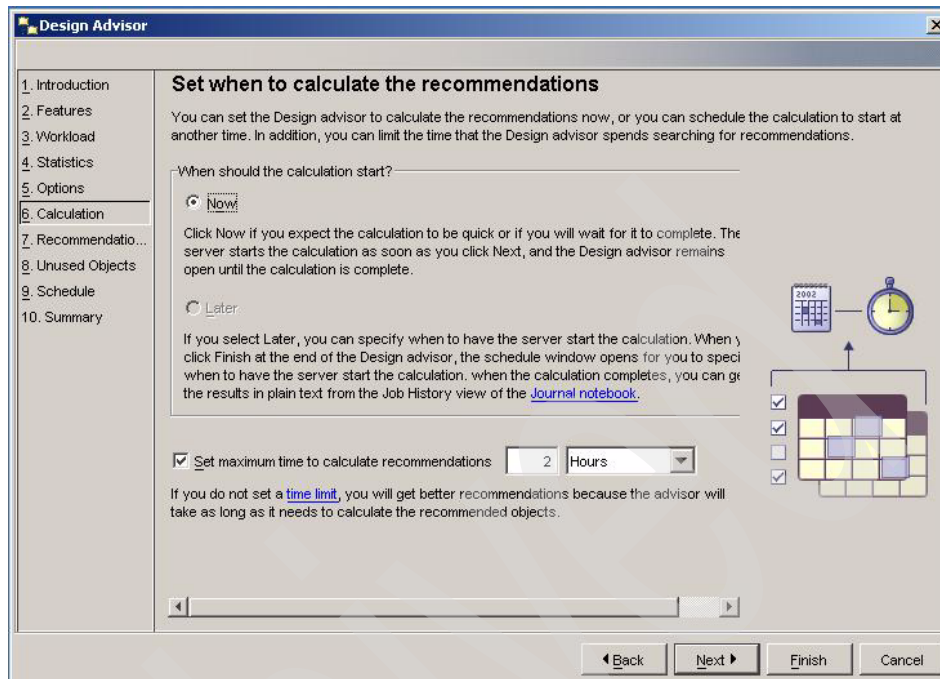 Design Advisor
1. Introduction
2. Features
3. Workload
4. Statistics
5. Options
6. Calculation
7. Recommendatio...
8. Unused Objects
9. Schedule
10. Summary
Set when to calculate the recommendations
You can set the Design advisor to calculate the recommendations now, or you can schedule the calculation to start at
another time. In addition, you can limit the time that the Design advisor spends searching for recommendations.
When should the calculation start?
Now
Click Now if you expect the calculation to be quick or if you will wait for it to complete. The
server starts the calculation as soon as you click Next, and the Design advisor remains
open until the calculation is complete.
Later
If you select Later, you can specify when to have the server start the calculation. When
click Finish at the end of the Design advisor, the schedule window opens for you to speci
when to have the server start the calculation. when the calculation completes, you can ge
the results in plain text from the Job History view of the Journal notebook.
Set maximum time to calculate recommendations 2 Hours
If you do not set a time limit, you will get better recommendations because the advisor will
take as long as it needs to calculate the recommended objects.
2002
Back Next Finish Cancel